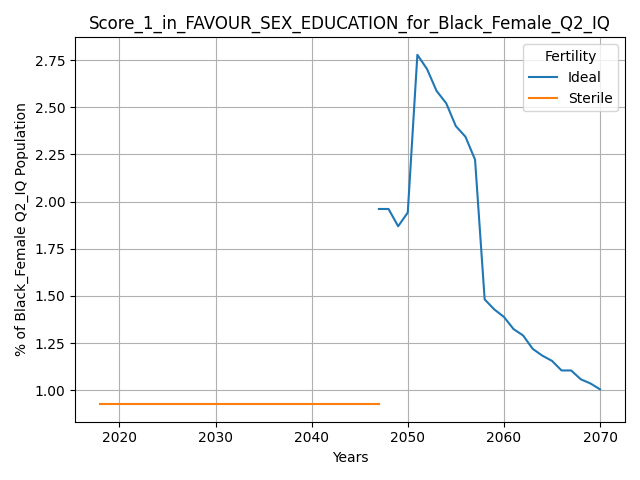 Score_1_in_FAVOUR_SEX_EDUCATION_for_Black_Female_Q2_IQ
% of Black_Female Q2_IQ Population
2.75
2.50
2.25
2.00
1.75
1.50
1.25
1.00
Fertility
Ideal
Sterile
2020
2030
2040
2050
2060
2070
Years